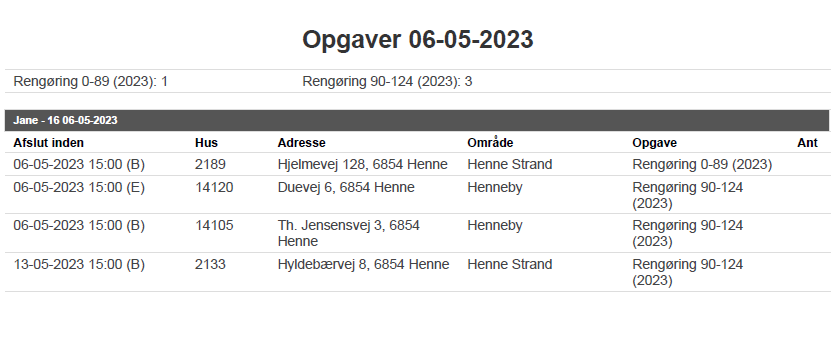 Opgaver 06-05-2023
Rengøring 0-89 (2023): 1 Rengøring 90-124 (2023): 3
Jane - 16 06-05-2023
Afslut inden Hus Adresse Område Opgave Ant
06-05-2023 15:00 (B) 2189 Hjelmevej 128, 6854 Henne Henne Strand Rengøring 0-89 (2023)
06-05-2023 15:00 (E) 14120 Duevej 6, 6854 Henne Henneby Rengøring 90-124
(2023)
06-05-2023 15:00 (B) 14105 Th. Jensensvej 3, 6854 Henneby Rengøring 90-124
Henne (2023)
13-05-2023 15:00 (B) 2133 Hyldebærvej 8, 6854 Henne Henne Strand Rengøring 90-124
(2023)